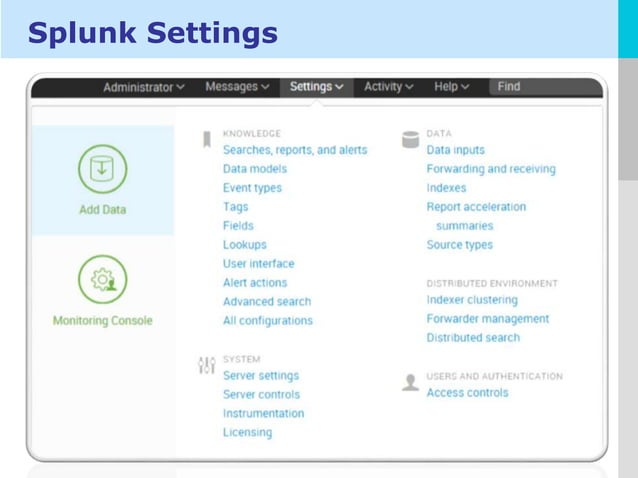 Splunk Settings
Administrator Messages Settings Activity Help Find
Add Data
Monitoring Console
KNOWLEDGE
Searches, reports, and alerts
Data models
Event types
Tags
Fields
Lookups
User interface
Alert actions
Advanced search
All configurations
SYSTEM
Server settings
Server controls
Instrumentation
Licensing
DATA
Data inputs
Forwarding and receiving
Indexes
Report acceleration
summaries
Source types
DISTRIBUTED ENVIRONMENT
Indexer clustering
Forwarder management
Distributed search
USERS AND AUTHENTICATION
Access controls